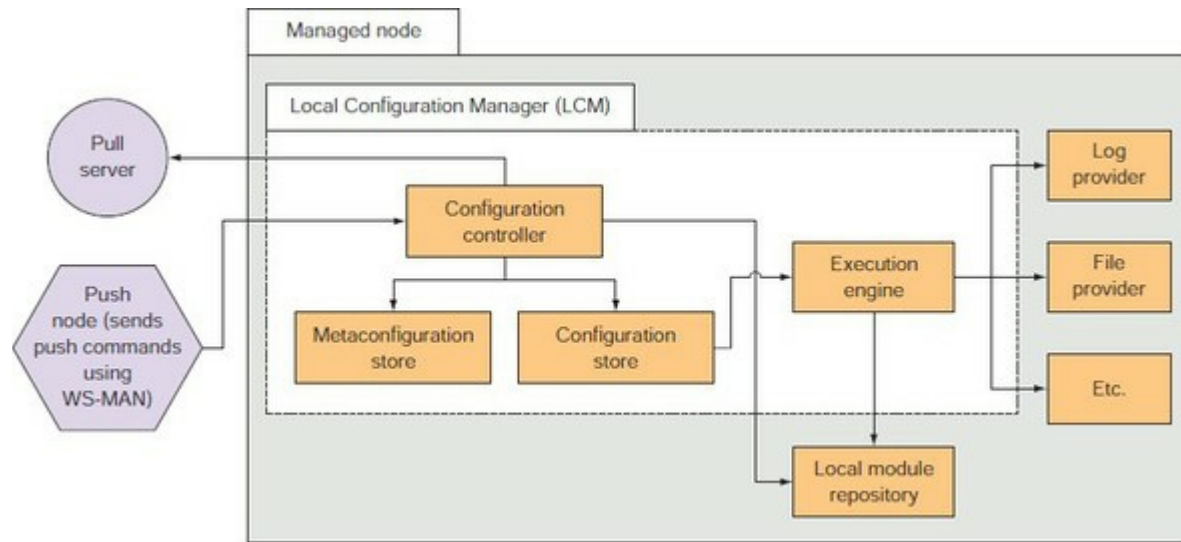 Managed node
Local Configuration Manager (LCM)
Pull
server
Push
node (sends
push commands
using
WS-MAN)
Configuration
controller
Metaconfiguration
store
Configuration
store
Execution
engine
Log
provider
File
provider
Etc.
Local module
repository